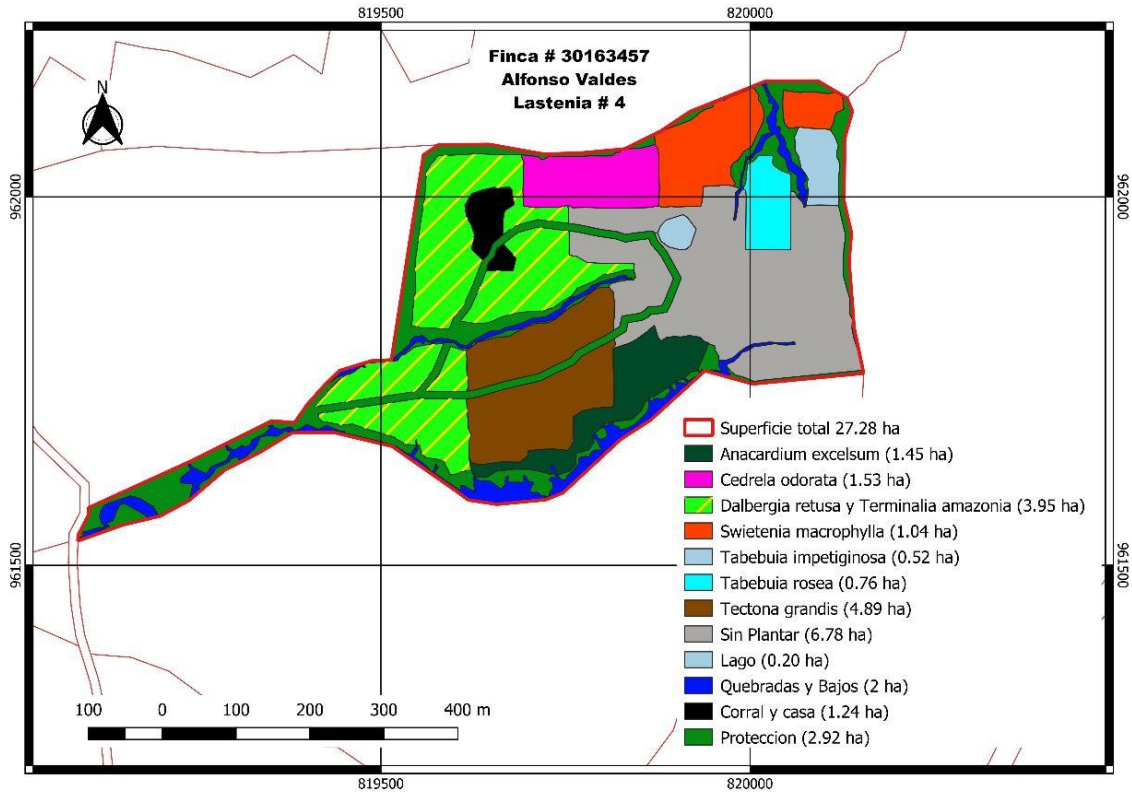 819500
820000
Finca # 30163457
Alfonso Valdes
Lastenia # 4
N
962000
962000
Superficie total 27.28 ha
Anacardium excelsum (1.45 ha)
Cedrela odorata (1.53 ha)
Dalbergia retusa y Terminalia amazonia (3.95 ha)
Swietenia macrophylla (1.04 ha)
Tabebuia impetiginosa (0.52 ha)
Tabebuia rosea (0.76 ha)
Tectona grandis (4.89 ha)
Sin Plantar (6.78 ha)
Lago (0.20 ha)
Quebradas y Bajos (2 ha)
Corral y casa (1.24 ha)
Proteccion (2.92 ha)
961500
961500
100 0 100 200 300 400 m
819500
820000